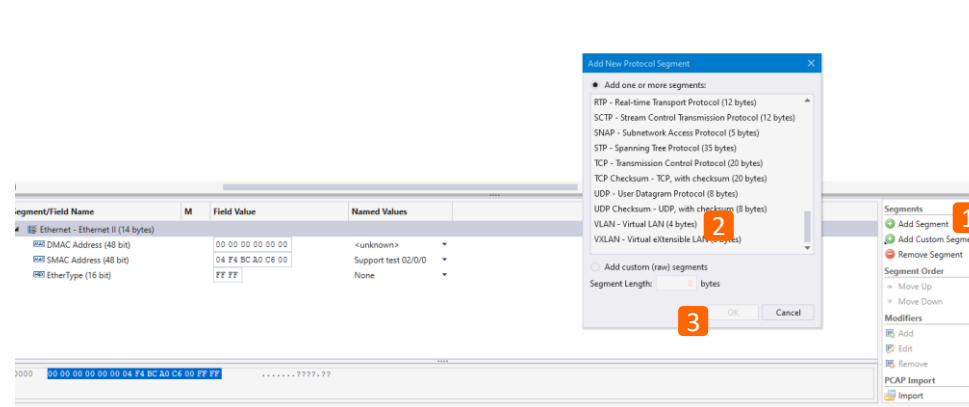 Add New Protocol Segment
Add one or more segments:
RTP - Real-time Transport Protocol (12 bytes)
SCTP - Stream Control Transmission Protocol (12 bytes)
SNAP - Subnetwork Access Protocol (5 bytes)
STP - Spanning Tree Protocol (35 bytes)
TCP - Transmission Control Protocol (20 bytes)
TCP Checksum - TCP, with checksum (20 bytes)
UDP - User Datagram Protocol (8 bytes)
UDP Checksum - UDP, with checksum (8 bytes)
VLAN - Virtual LAN (4 bytes)
2
VXLAN - Virtual eXtensible LAN bytes)
Add custom (raw) segments
Segment Length: bytes
3
OK Cancel
Segment/Field Name M Field Value Named Values
Ethernet - Ethernet II (14 bytes)
DMAC Address (48 bit) 00 00 00 00 00 00 <unknown>
SMAC Address (48 bit) 04 F4 BC A0 C6 00 Support test 02/0/0
EtherType (16 bit) FF FF None
0000 00 00 00 00 00 00 04 F4 BC A0 C6 00 FF FF .......????.??
Segments
Add Segment 1
Add Custom Segme
Remove Segment
Segment Order
Move Up
Move Down
Modifiers
Add
Edit
Remove
PCAP Import
Import